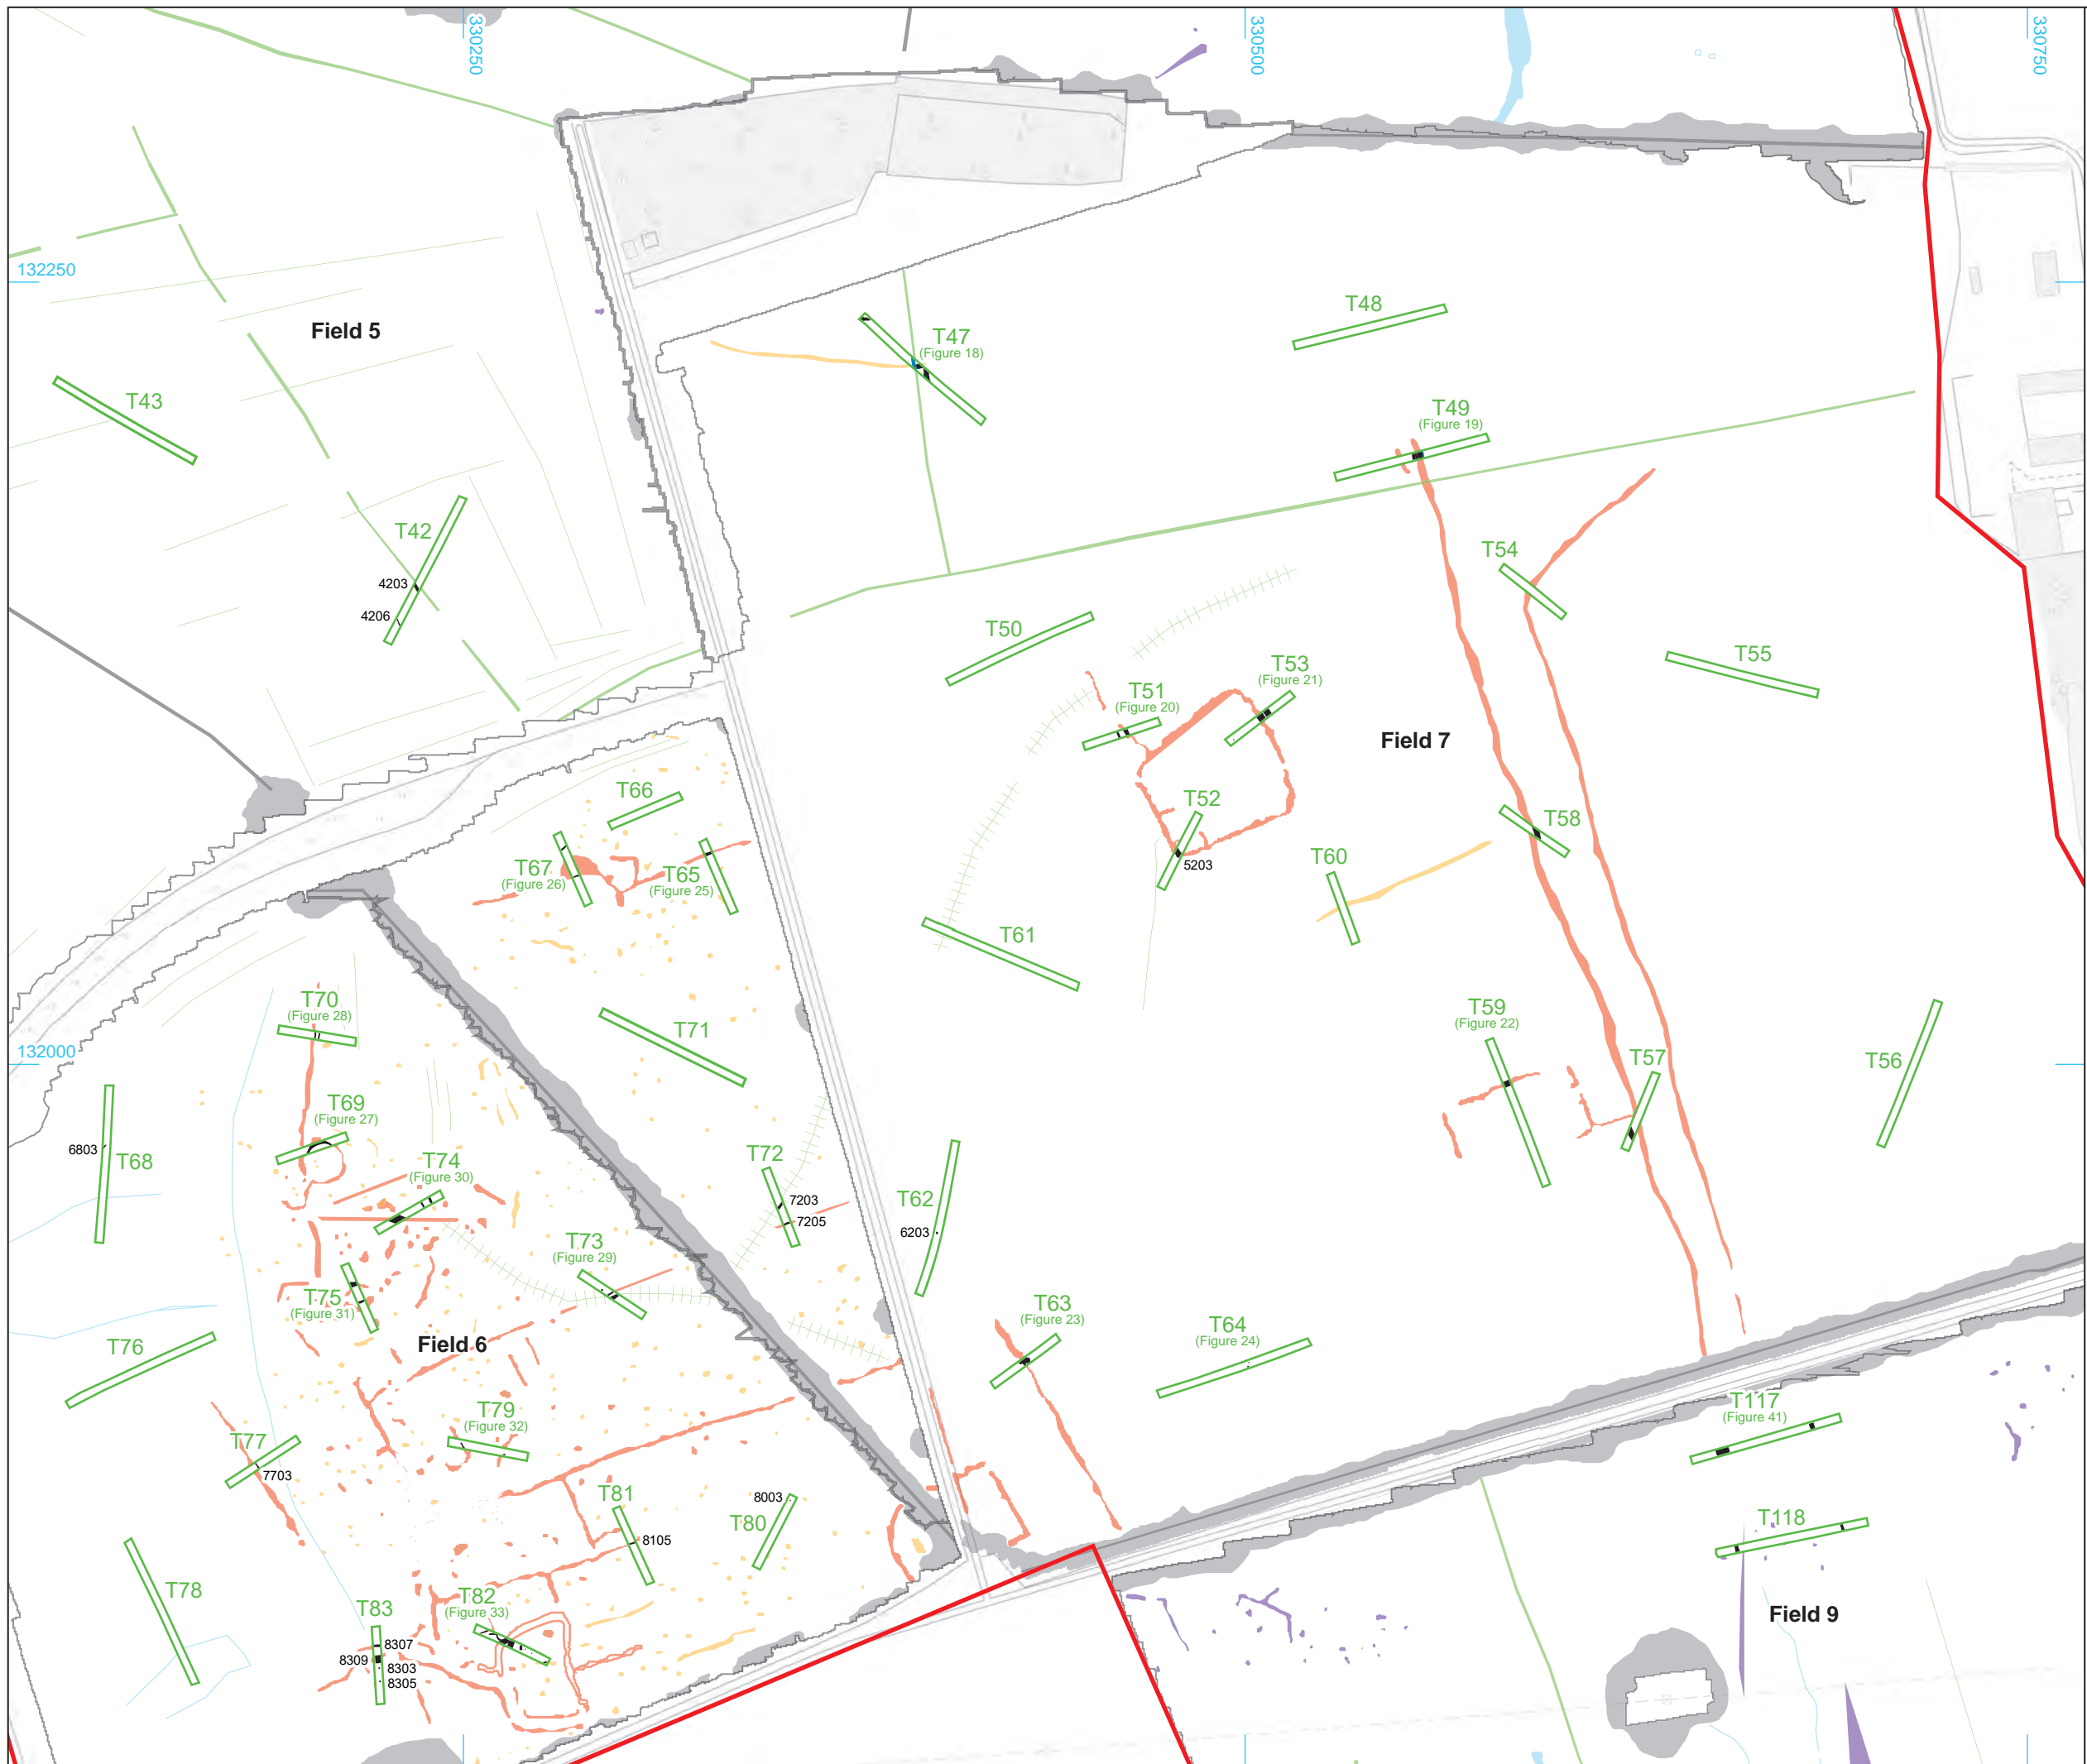 330250
330500
330750
132250
Field 5
T47
(Figure 18)
T48
T43
T49
(Figure 19)
T42
4203
4206
T54
T50
T55
T53
(Figure 21)
T51
(Figure 20)
Field 7
T66
T52
5203
T58
T67
(Figure 26)
T65
(Figure 25)
T60
T61
T70
(Figure 28)
T71
T59
(Figure 22)
132000
T57
T56
T69
(Figure 27)
6803
T68
T74
(Figure 30)
T72
7203
7205
T62
6203
T73
(Figure 29)
T75
(Figure 31)
T63
(Figure 23)
T64
(Figure 24)
T76
Field 6
T117
(Figure 41)
T79
(Figure 32)
T77
7703
T81
8105
8003
T80
T118
T78
T82
(Figure 33)
T83
8307
8309
8303
8305
Field 9